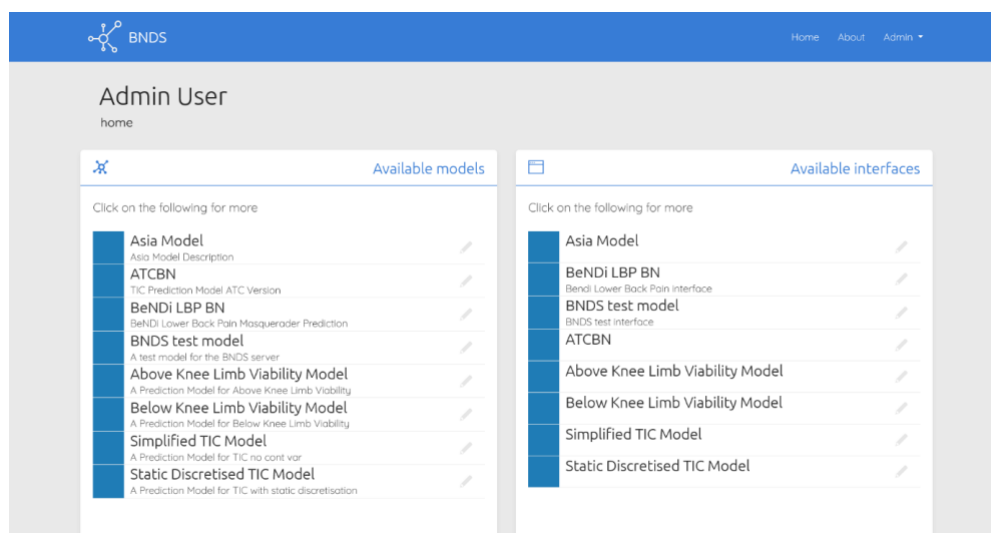 BNDS
Home About Admin
Admin User
home
Available models
Click on the following for more
Asia Model
Asia Model Description
ATCBN
TIC Prediction Model ATC Version
BeNDi LBP BN
BeNDi Lower Back Pain Masquerader Prediction
BNDS test model
A test model for the BNDS server
Above Knee Limb Viability Model
A Prediction Model for Above Knee Limb Viability
Below Knee Limb Viability Model
A Prediction Model for Below Knee Limb Viability
Simplified TIC Model
A Prediction Model for TIC no cont var
Static Discretised TIC Model
A Prediction Model for TIC with static discretisation
Available interfaces
Click on the following for more
Asia Model
BeNDi LBP BN
Bendi Lower Back Pain interface
BNDS test model
BNDS test interface
ATCBN
Above Knee Limb Viability Model
Below Knee Limb Viability Model
Simplified TIC Model
Static Discretised TIC Model